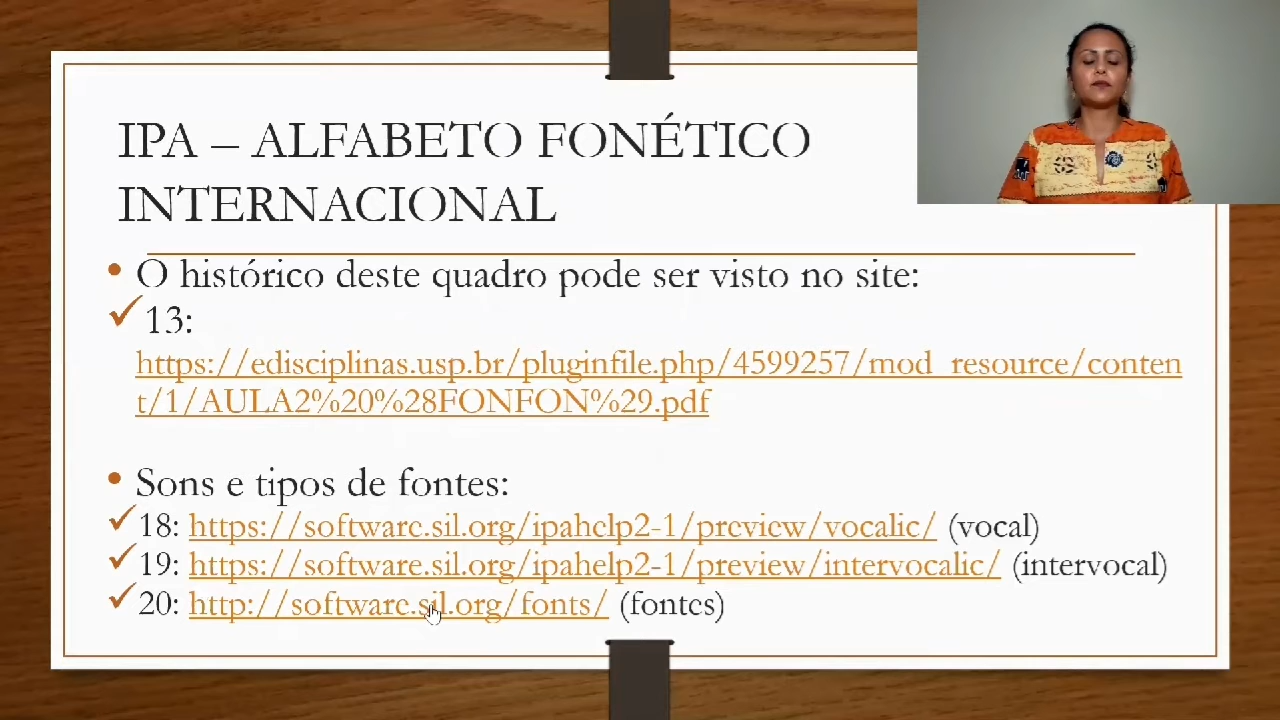 IPA – ALFABETO FONÉTICO
INTERNACIONAL
• O histórico deste quadro pode ser visto no site:
✓ 13:
https://edisciplinas.usp.br/pluginfile.php/4599257/mod_resource/conten
t/1/AULA2%20%28FONFON%29.pdf
• Sons e tipos de fontes:
✓ 18: https://software.sil.org/ipahelp2-1/preview/vocalic/ (vocal)
✓ 19: https://software.sil.org/ipahelp2-1/preview/intervocalic/ (intervocal)
✓ 20: http://software.sil.org/fonts/ (fontes)